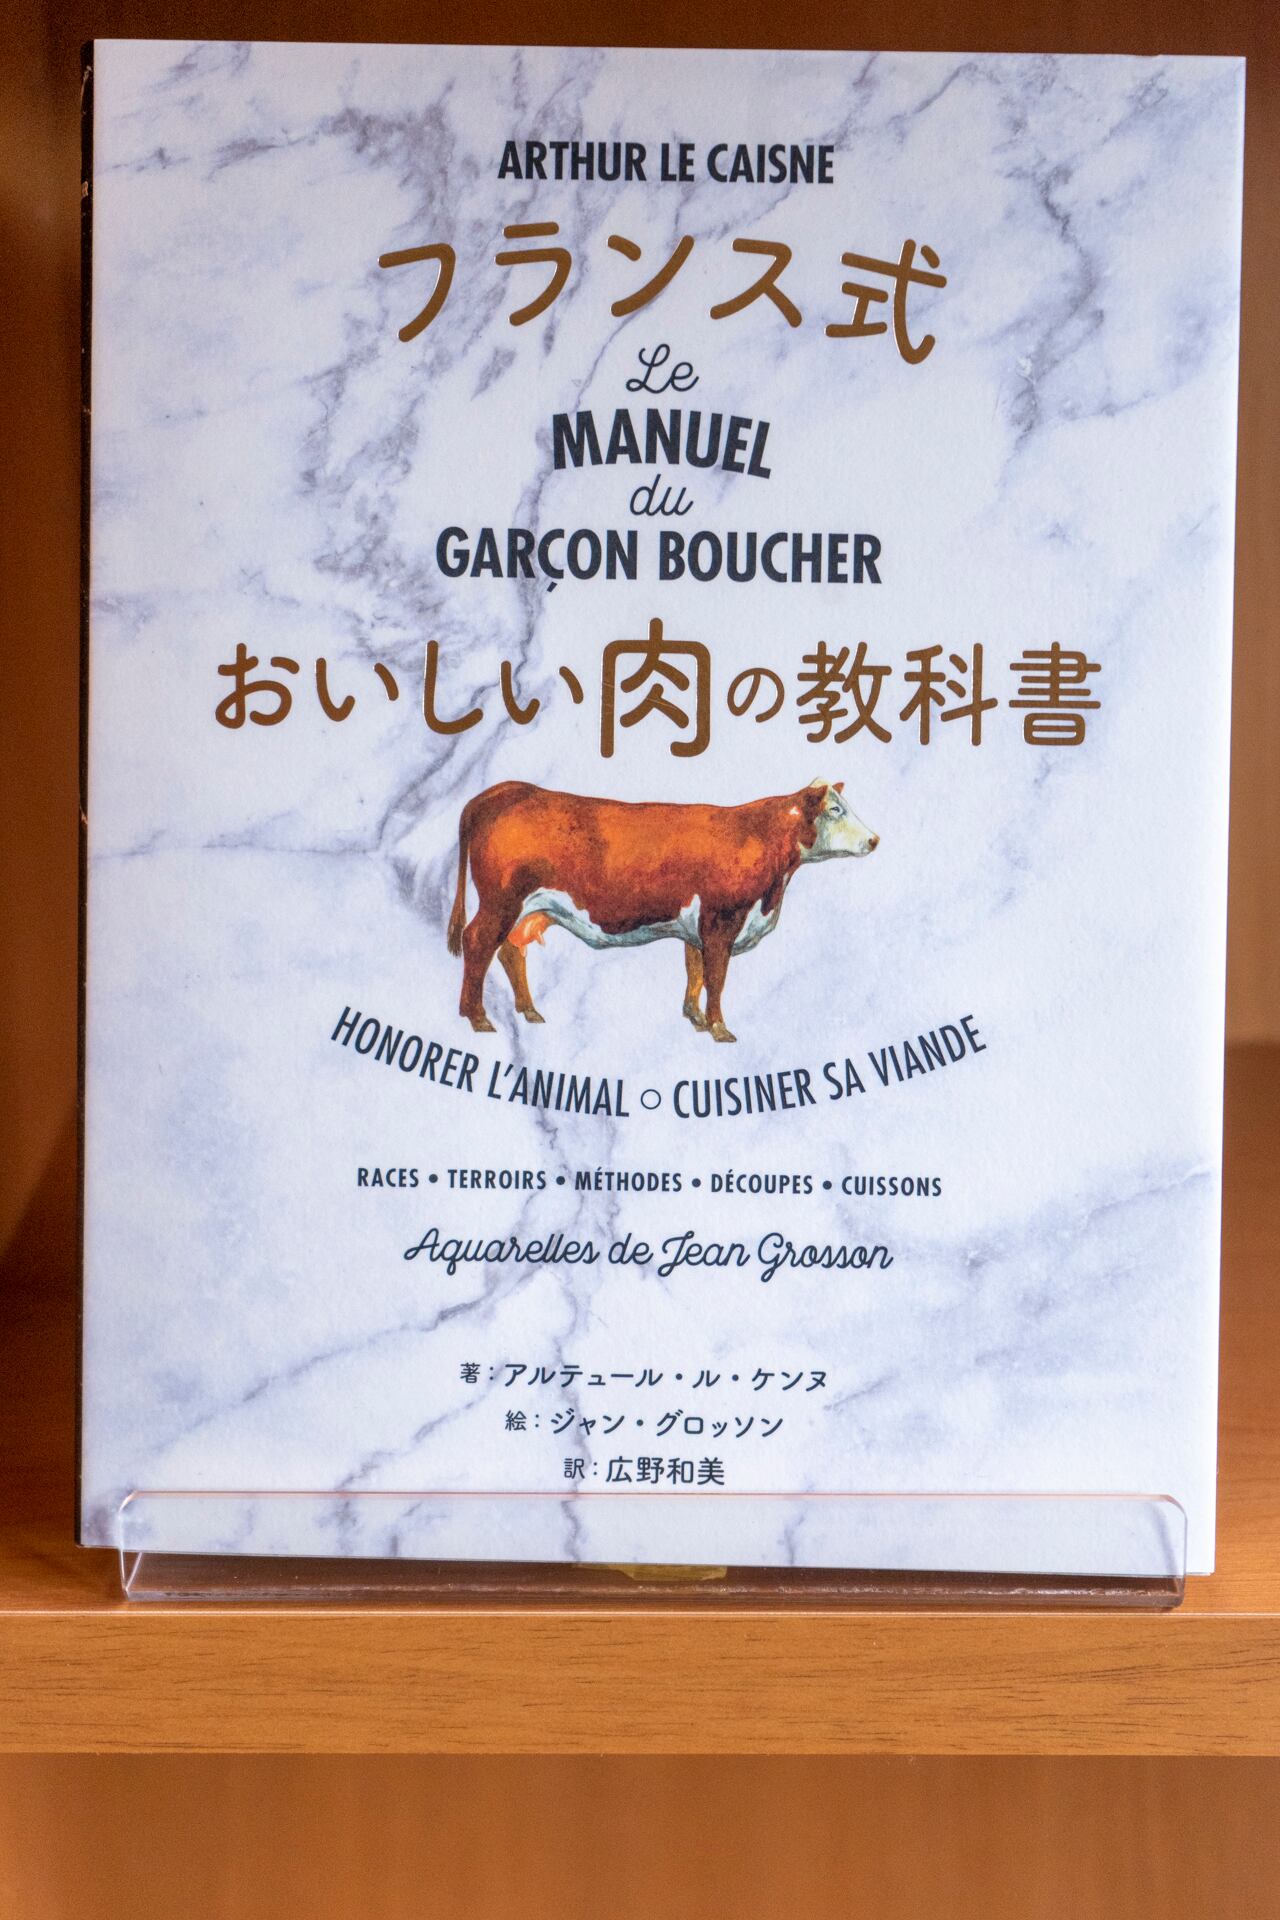 ARTHUR LE CAISNE
フランス式
Le
MANUEL
du
GARÇON BOUCHER
おいしい肉の教科書
HONORER L'ANIMAL ○ CUISINER SA VIANDE
RACES • TERROIRS • MÉTHODES • DÉCOUPES • CUISSONS
Aquarelles de Jean Grosson
著：アルテュール・ル・ケンヌ
絵：ジャン・グロッソン
訳：広野和美